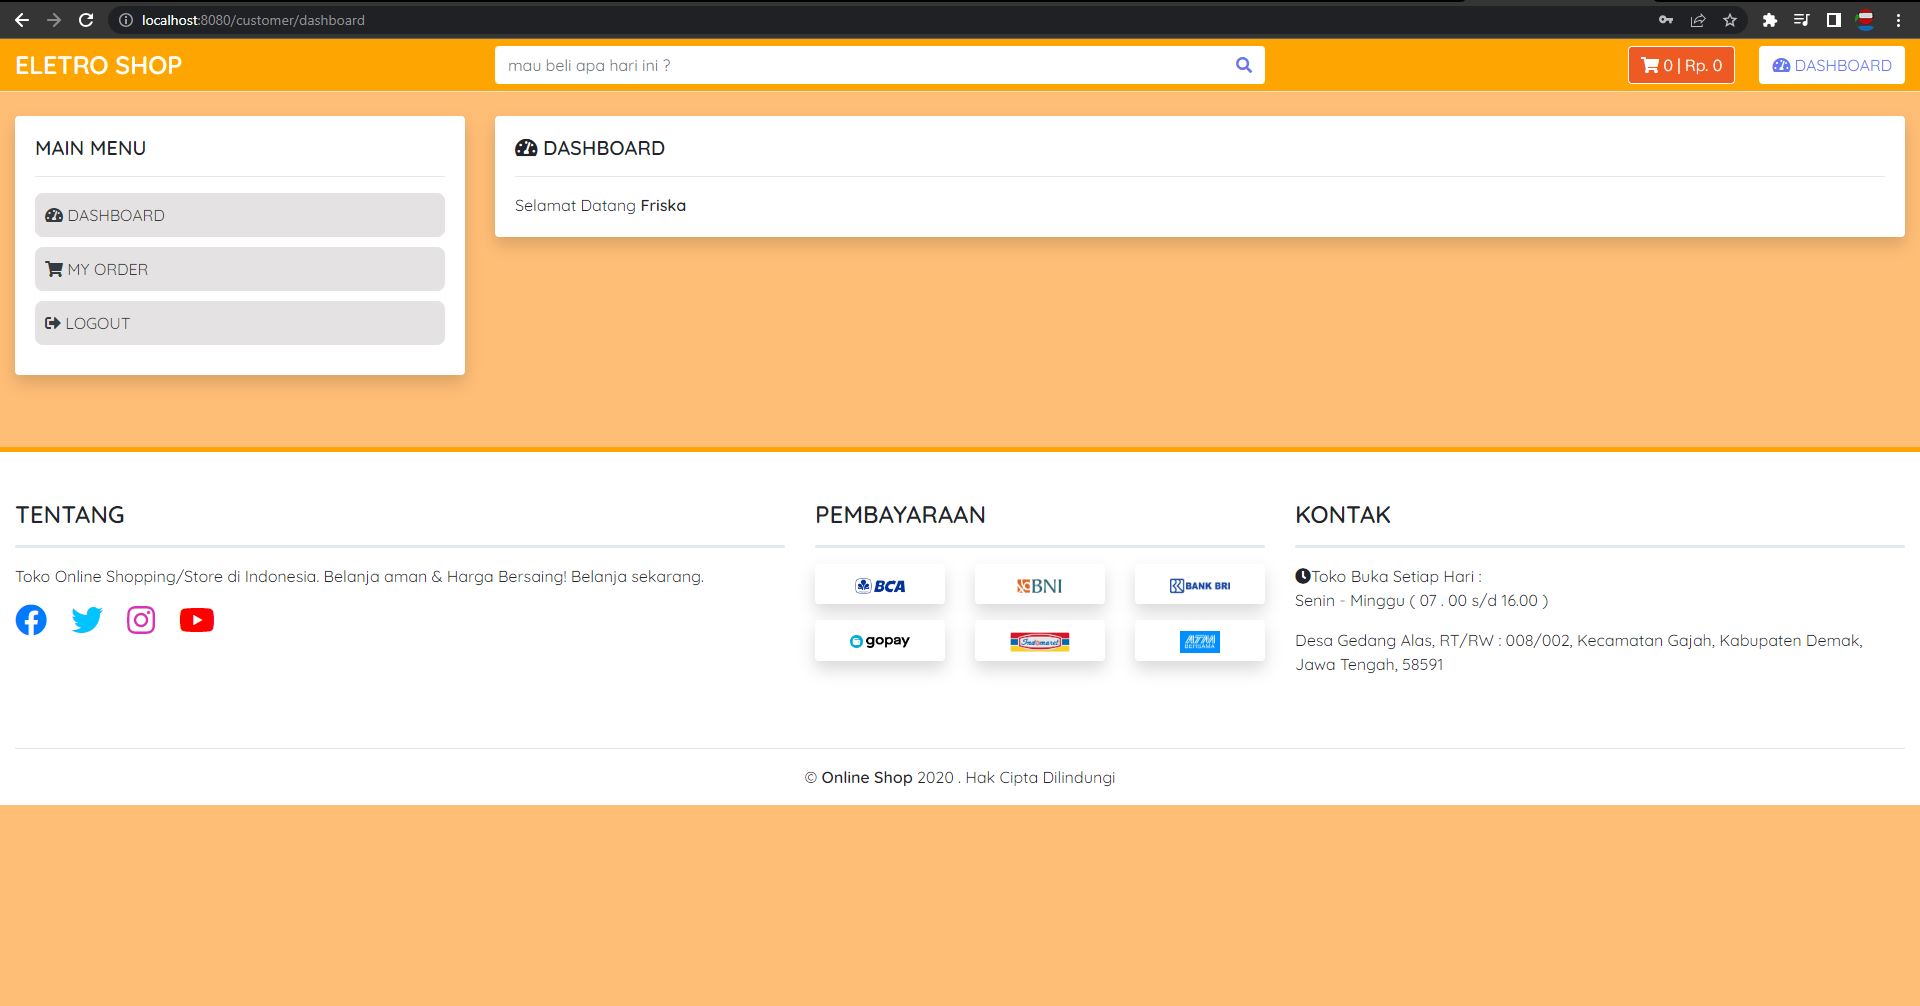 localhost:8080/customer/dashboard
ELETRO SHOP
mau beli apa hari ini ?
0 | Rp. 0
DASHBOARD
MAIN MENU
DASHBOARD
MY ORDER
LOGOUT
DASHBOARD
Selamat Datang Friska
TENTANG
Toko Online Shopping/Store di Indonesia. Belanja aman & Harga Bersaing! Belanja sekarang.
PEMBAYARAAN
BCA
BNI
BANK BRI
gopay
Indomaret
ATM BERSAMA
KONTAK
Toko Buka Setiap Hari :
Senin - Minggu ( 07 . 00 s/d 16.00 )
Desa Gedang Alas, RT/RW : 008/002, Kecamatan Gajah, Kabupaten Demak,
Jawa Tengah, 58591
© Online Shop 2020 . Hak Cipta Dilindungi